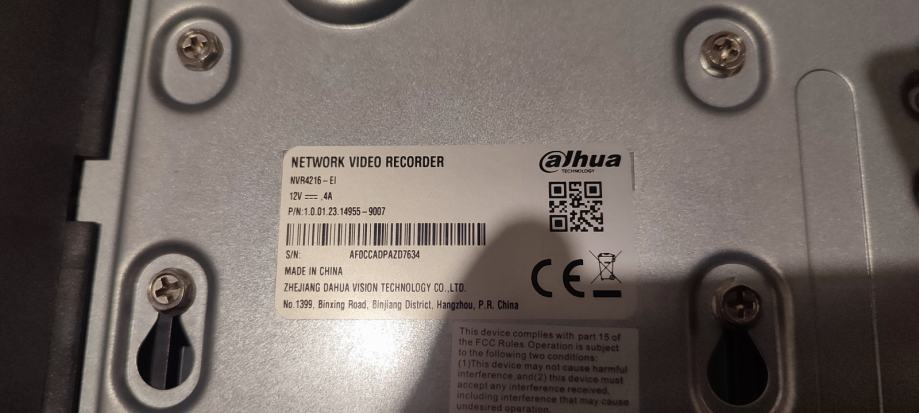 NETWORK VIDEO RECORDER
alhua
TECHNOLOGY
NVR4216-EI
12V ⎓ .4A
P/N:1.0.01.23.14955-9007
S/N: AF0CCADPAZD7634
MADE IN CHINA
ZHEJIANG DAHUA VISION TECHNOLOGY CO.,LTD.
No.1399, Binxing Road, Binjiang District, Hangzhou, P.R. China
CE
This device complies with part 15 of
the FCC Rules. Operation is subject
to the following two conditions:
(1)This device may not cause harmful
interference,and(2) this device must
accept any interference received,
including interference that may cause
undesired operation.